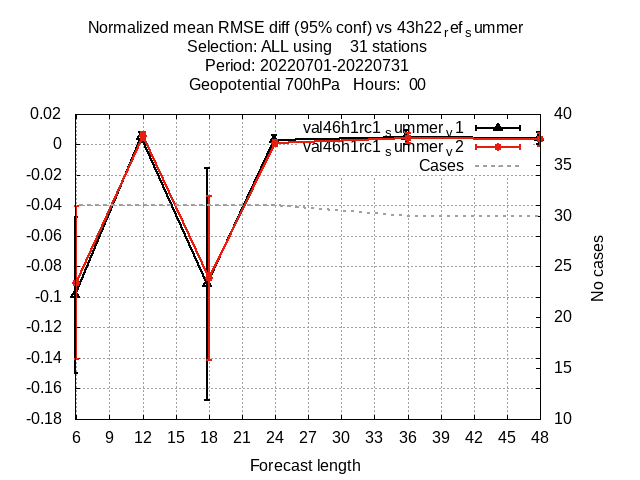 Normalized mean RMSE diff (95% conf) vs 43h22refsummer
Selection: ALL using 31 stations
Period: 20220701-20220731
Geopotential 700hPa Hours: 00
val46h1rc1summerv1
val46h1rc1summerv2
Cases
0.02
0
-0.02
-0.04
-0.06
-0.08
-0.1
-0.12
-0.14
-0.16
-0.18
40
35
30
25
20
15
10
No cases
6 9 12 15 18 21 24 27 30 33 36 39 42 45 48
Forecast length